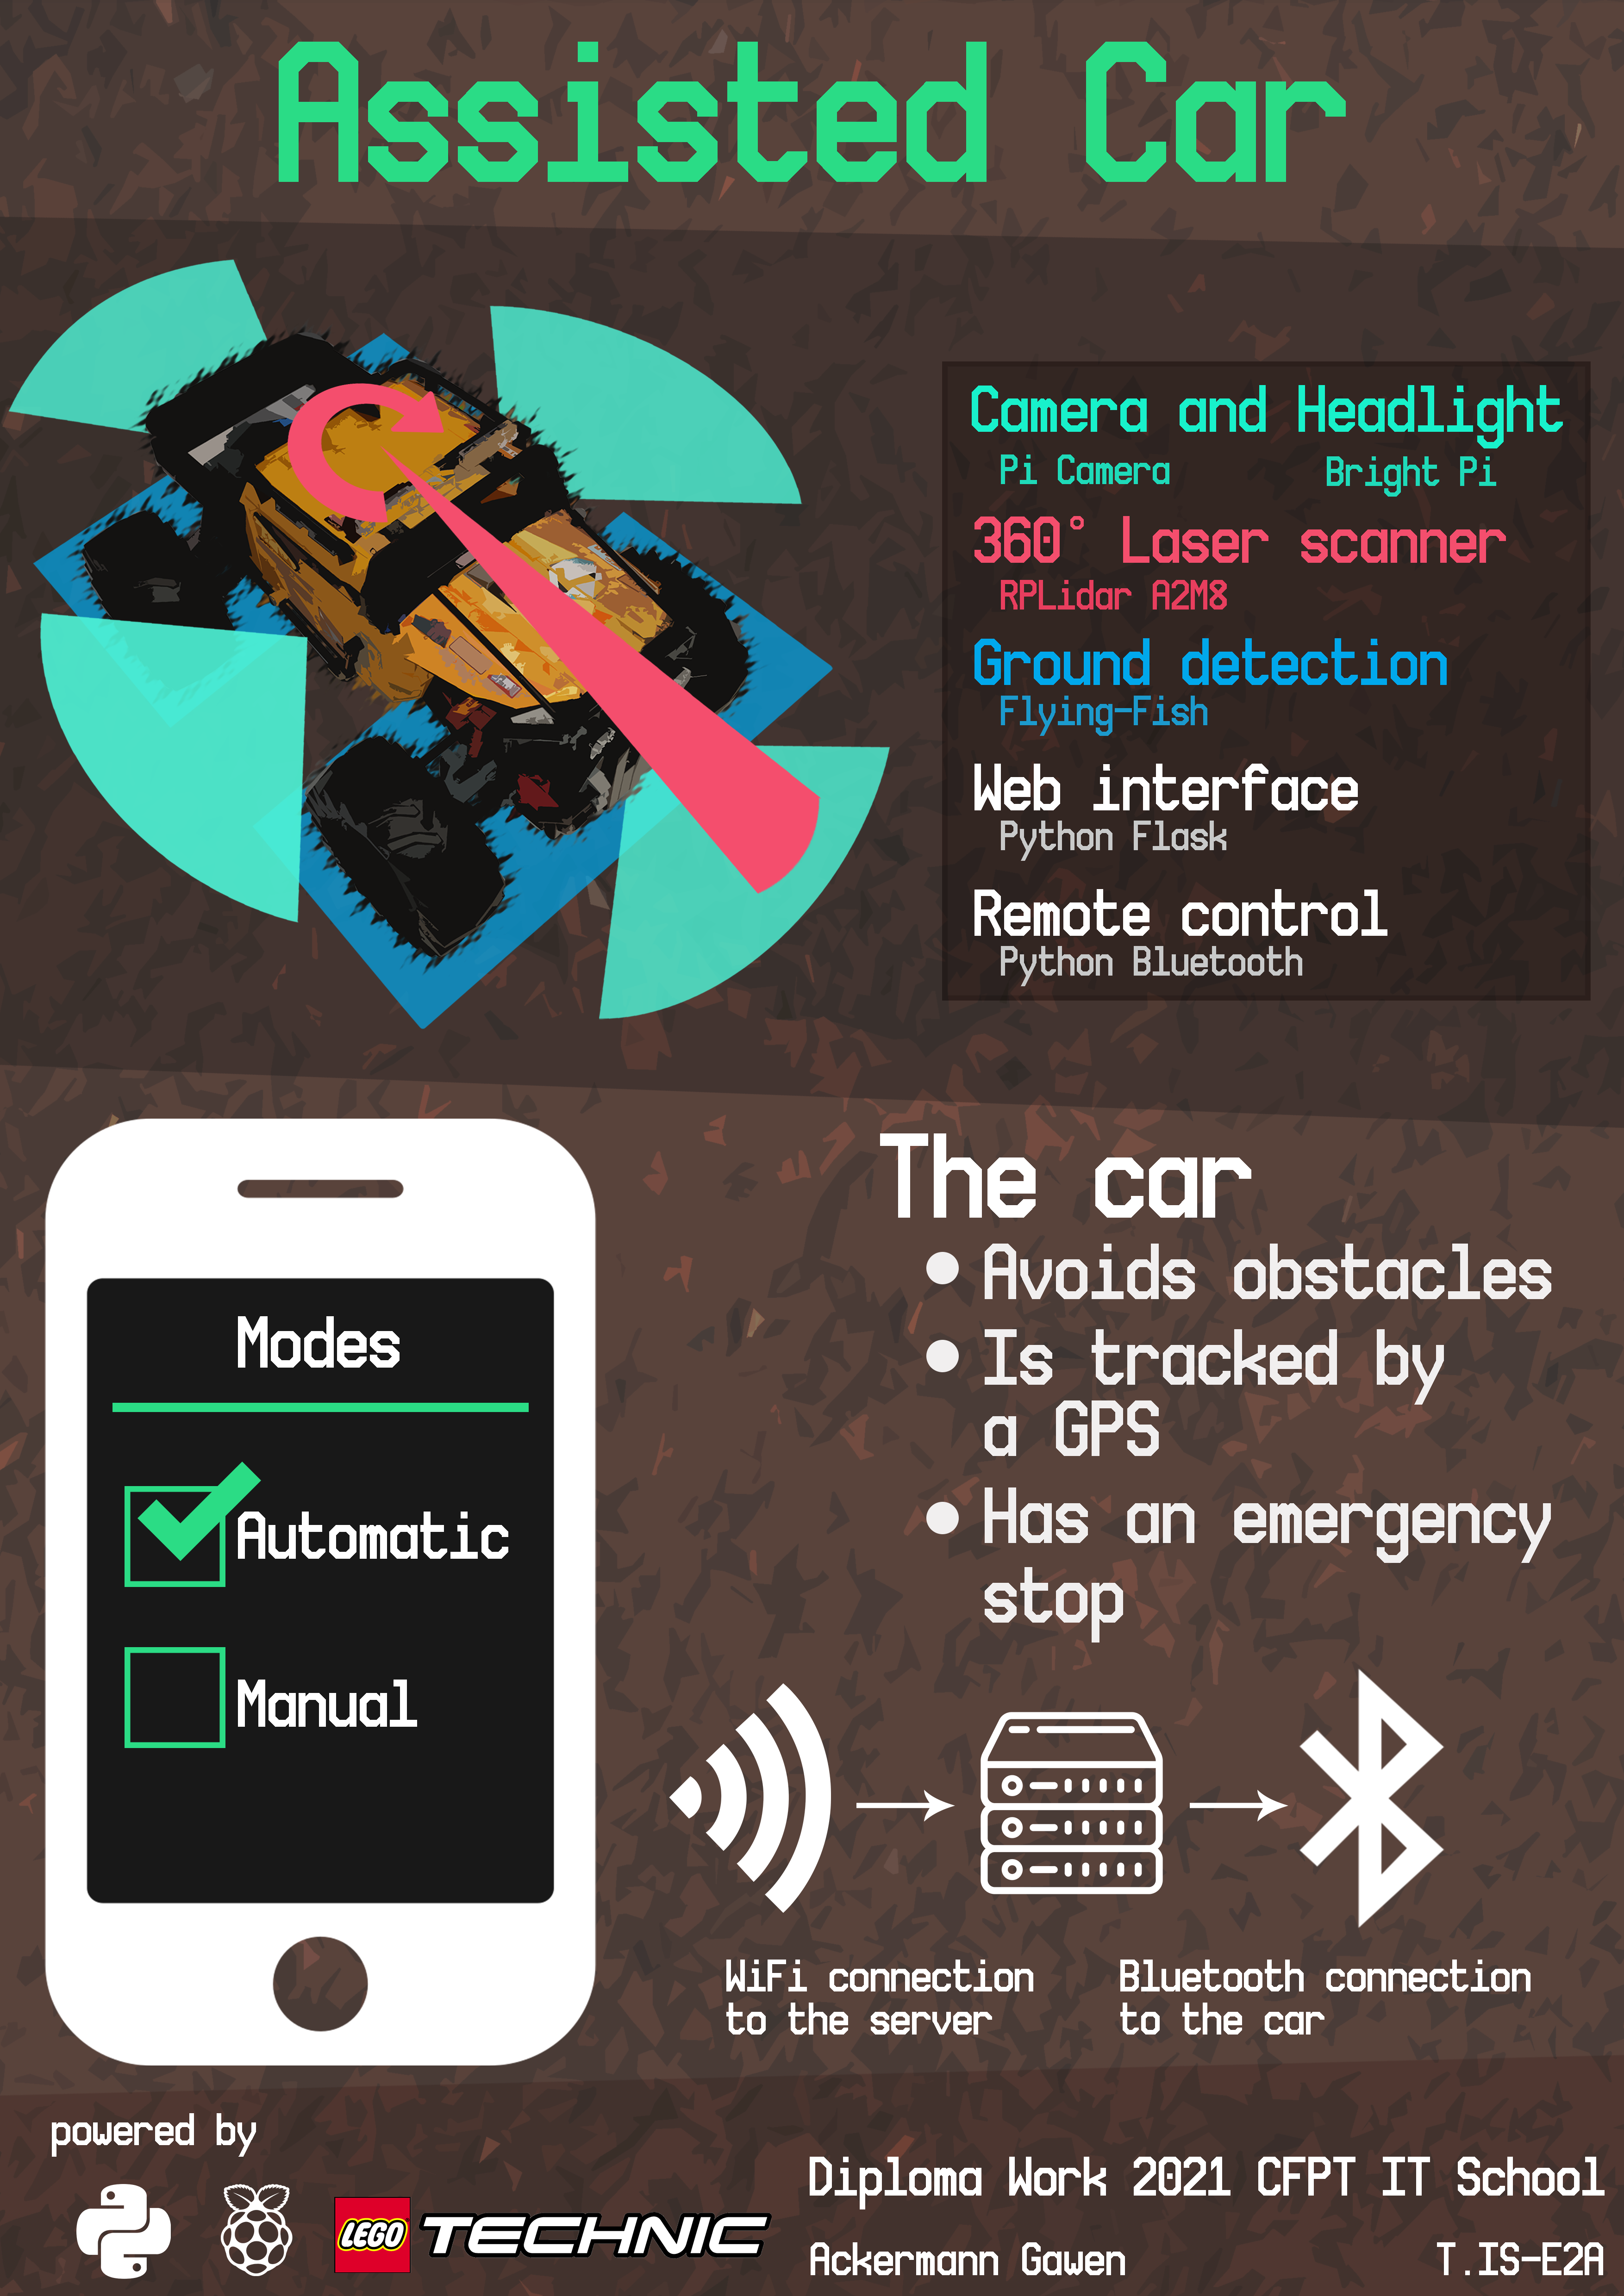 Assisted Car
Camera and Headlight
Pi Camera Bright Pi
360° Laser scanner
RPLidar A2M8
Ground detection
Flying-Fish
Web interface
Python Flask
Remote control
Python Bluetooth
Modes
Automatic
Manual
The car
• Avoids obstacles
• Is tracked by
a GPS
• Has an emergency
stop
WiFi connection
to the server
Bluetooth connection
to the car
powered by
LEGO TECHNIC
Diploma Work 2021 CFPT IT School
Ackermann Gawen T.IS-E2A